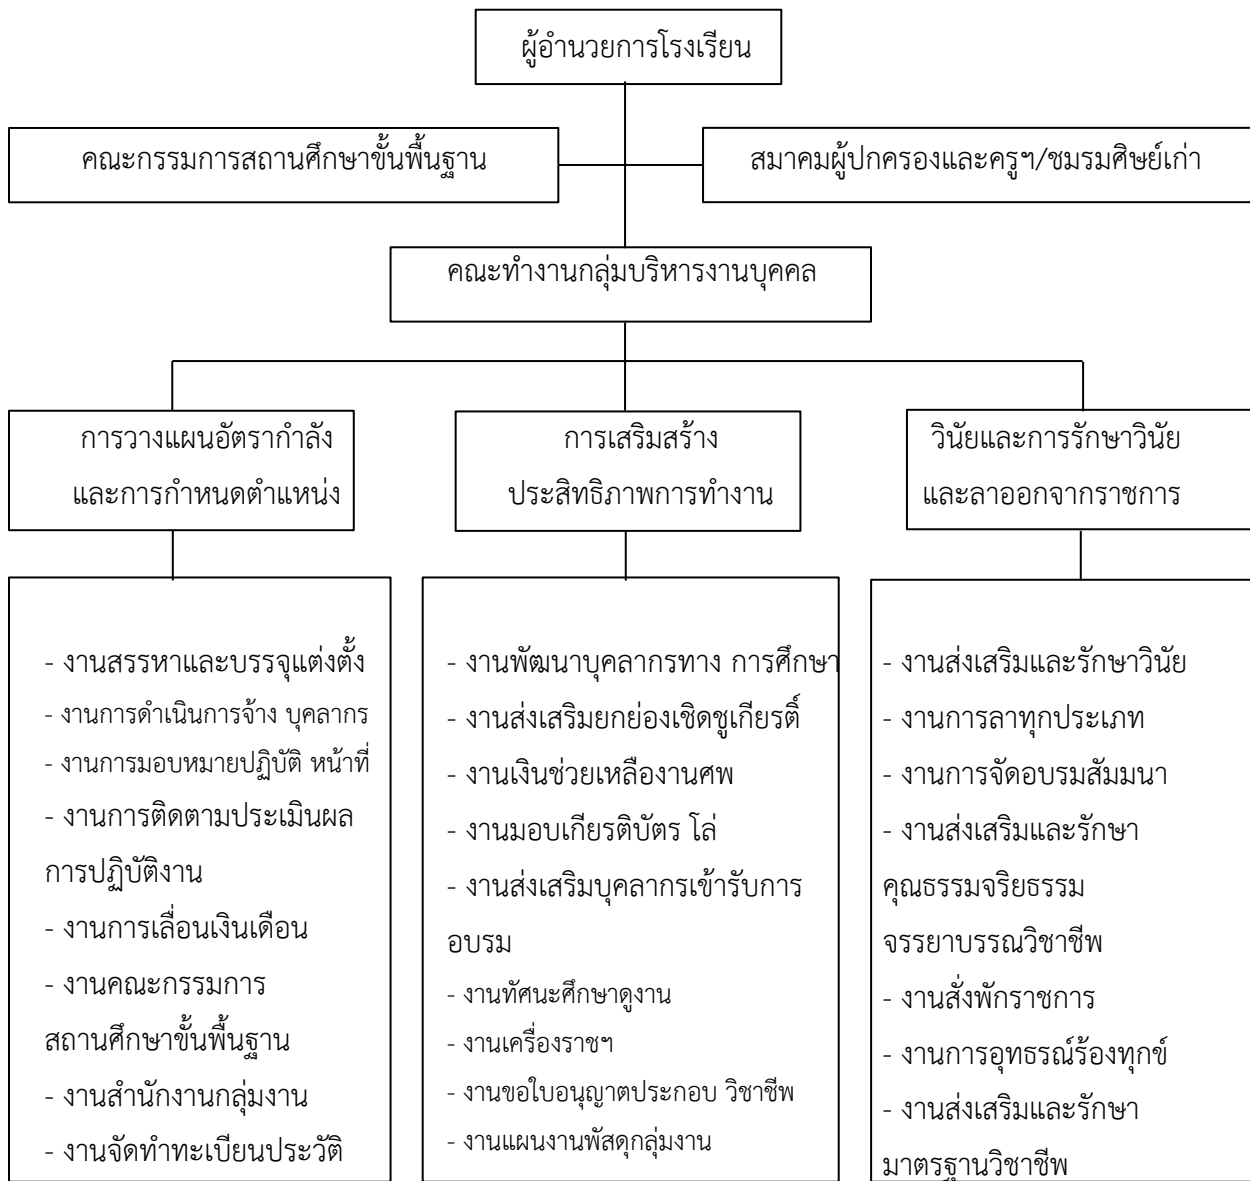 ผู้อำนวยการโรงเรียน
คณะกรรมการสถานศึกษาขั้นพื้นฐาน
สมาคมผู้ปกครองและครูฯ/ชมรมศิษย์เก่า
คณะทำงานกลุ่มบริหารงานบุคคล
การวางแผนอัตรากำลัง
และการกำหนดตำแหน่ง
การเสริมสร้าง
ประสิทธิภาพการทำงาน
วินัยและการรักษาวินัย
และลาออกจากราชการ
- งานสรรหาและบรรจุแต่งตั้ง
- งานการดำเนินการจ้าง บุคลากร
- งานการมอบหมายปฏิบัติ หน้าที่
- งานการติดตามประเมินผล
การปฏิบัติงาน
- งานการเลื่อนเงินเดือน
- งานคณะกรรมการ
สถานศึกษาขั้นพื้นฐาน
- งานสำนักงานกลุ่มงาน
- งานจัดทำทะเบียนประวัติ
- งานพัฒนาบุคลากรทาง การศึกษา
- งานส่งเสริมยกย่องเชิดชูเกียรติ์
- งานเงินช่วยเหลืองานศพ
- งานมอบเกียรติบัตร โล่
- งานส่งเสริมบุคลากรเข้ารับการ
อบรม
- งานทัศนะศึกษาดูงาน
- งานเครื่องราชฯ
- งานขอใบอนุญาตประกอบ วิชาชีพ
- งานแผนงานพัสดุกลุ่มงาน
- งานส่งเสริมและรักษาวินัย
- งานการลาทุกประเภท
- งานการจัดอบรมสัมมนา
- งานส่งเสริมและรักษา
คุณธรรมจริยธรรม
จรรยาบรรณวิชาชีพ
- งานสั่งพักราชการ
- งานการอุทธรณ์ร้องทุกข์
- งานส่งเสริมและรักษา
มาตรฐานวิชาชีพ